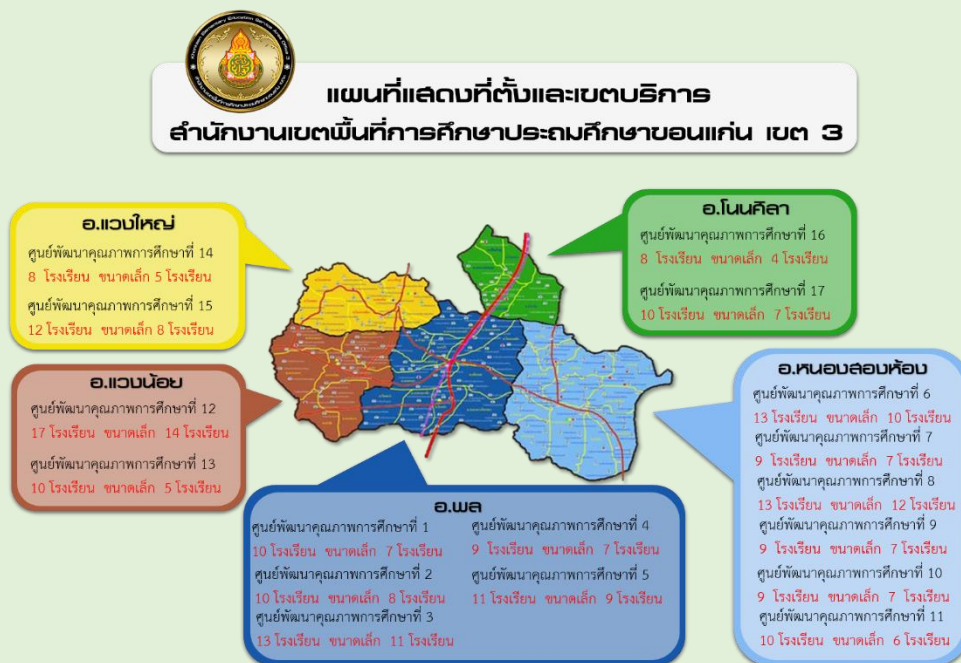 แผนที่แสดงที่ตั้งและเขตบริการ
สำนักงานเขตพื้นที่การศึกษาประถมศึกษาขอนแก่น เขต 3
อ.แวงใหญ่
ศูนย์พัฒนาคุณภาพการศึกษาที่ 14
8 โรงเรียน ขนาดเล็ก 5 โรงเรียน
ศูนย์พัฒนาคุณภาพการศึกษาที่ 15
12 โรงเรียน ขนาดเล็ก 8 โรงเรียน
อ.โนนศิลา
ศูนย์พัฒนาคุณภาพการศึกษาที่ 16
8 โรงเรียน ขนาดเล็ก 4 โรงเรียน
ศูนย์พัฒนาคุณภาพการศึกษาที่ 17
10 โรงเรียน ขนาดเล็ก 7 โรงเรียน
อ.แวงน้อย
ศูนย์พัฒนาคุณภาพการศึกษาที่ 12
17 โรงเรียน ขนาดเล็ก 14 โรงเรียน
ศูนย์พัฒนาคุณภาพการศึกษาที่ 13
10 โรงเรียน ขนาดเล็ก 5 โรงเรียน
อ.หนองสองห้อง
ศูนย์พัฒนาคุณภาพการศึกษาที่ 6
13 โรงเรียน ขนาดเล็ก 10 โรงเรียน
ศูนย์พัฒนาคุณภาพการศึกษาที่ 7
9 โรงเรียน ขนาดเล็ก 7 โรงเรียน
ศูนย์พัฒนาคุณภาพการศึกษาที่ 8
13 โรงเรียน ขนาดเล็ก 12 โรงเรียน
ศูนย์พัฒนาคุณภาพการศึกษาที่ 9
9 โรงเรียน ขนาดเล็ก 7 โรงเรียน
ศูนย์พัฒนาคุณภาพการศึกษาที่ 10
9 โรงเรียน ขนาดเล็ก 7 โรงเรียน
ศูนย์พัฒนาคุณภาพการศึกษาที่ 11
10 โรงเรียน ขนาดเล็ก 6 โรงเรียน
อ.พล
ศูนย์พัฒนาคุณภาพการศึกษาที่ 1
10 โรงเรียน ขนาดเล็ก 7 โรงเรียน
ศูนย์พัฒนาคุณภาพการศึกษาที่ 2
10 โรงเรียน ขนาดเล็ก 8 โรงเรียน
ศูนย์พัฒนาคุณภาพการศึกษาที่ 3
13 โรงเรียน ขนาดเล็ก 11 โรงเรียน
ศูนย์พัฒนาคุณภาพการศึกษาที่ 4
9 โรงเรียน ขนาดเล็ก 7 โรงเรียน
ศูนย์พัฒนาคุณภาพการศึกษาที่ 5
11 โรงเรียน ขนาดเล็ก 9 โรงเรียน